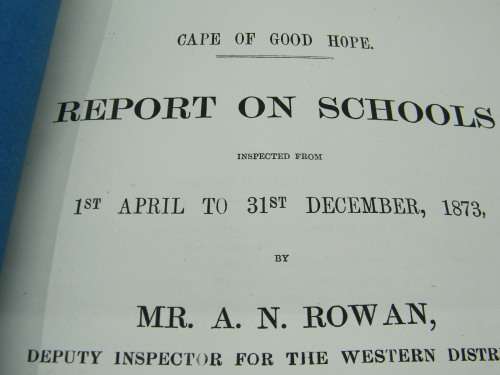 CAPE OF GOOD HOPE.
REPORT ON SCHOOLS
INSPECTED FROM
1ST APRIL TO 31ST DECEMBER, 1873,
BY
MR. A. N. ROWAN,
DEPUTY INSPECTOR FOR THE WESTERN